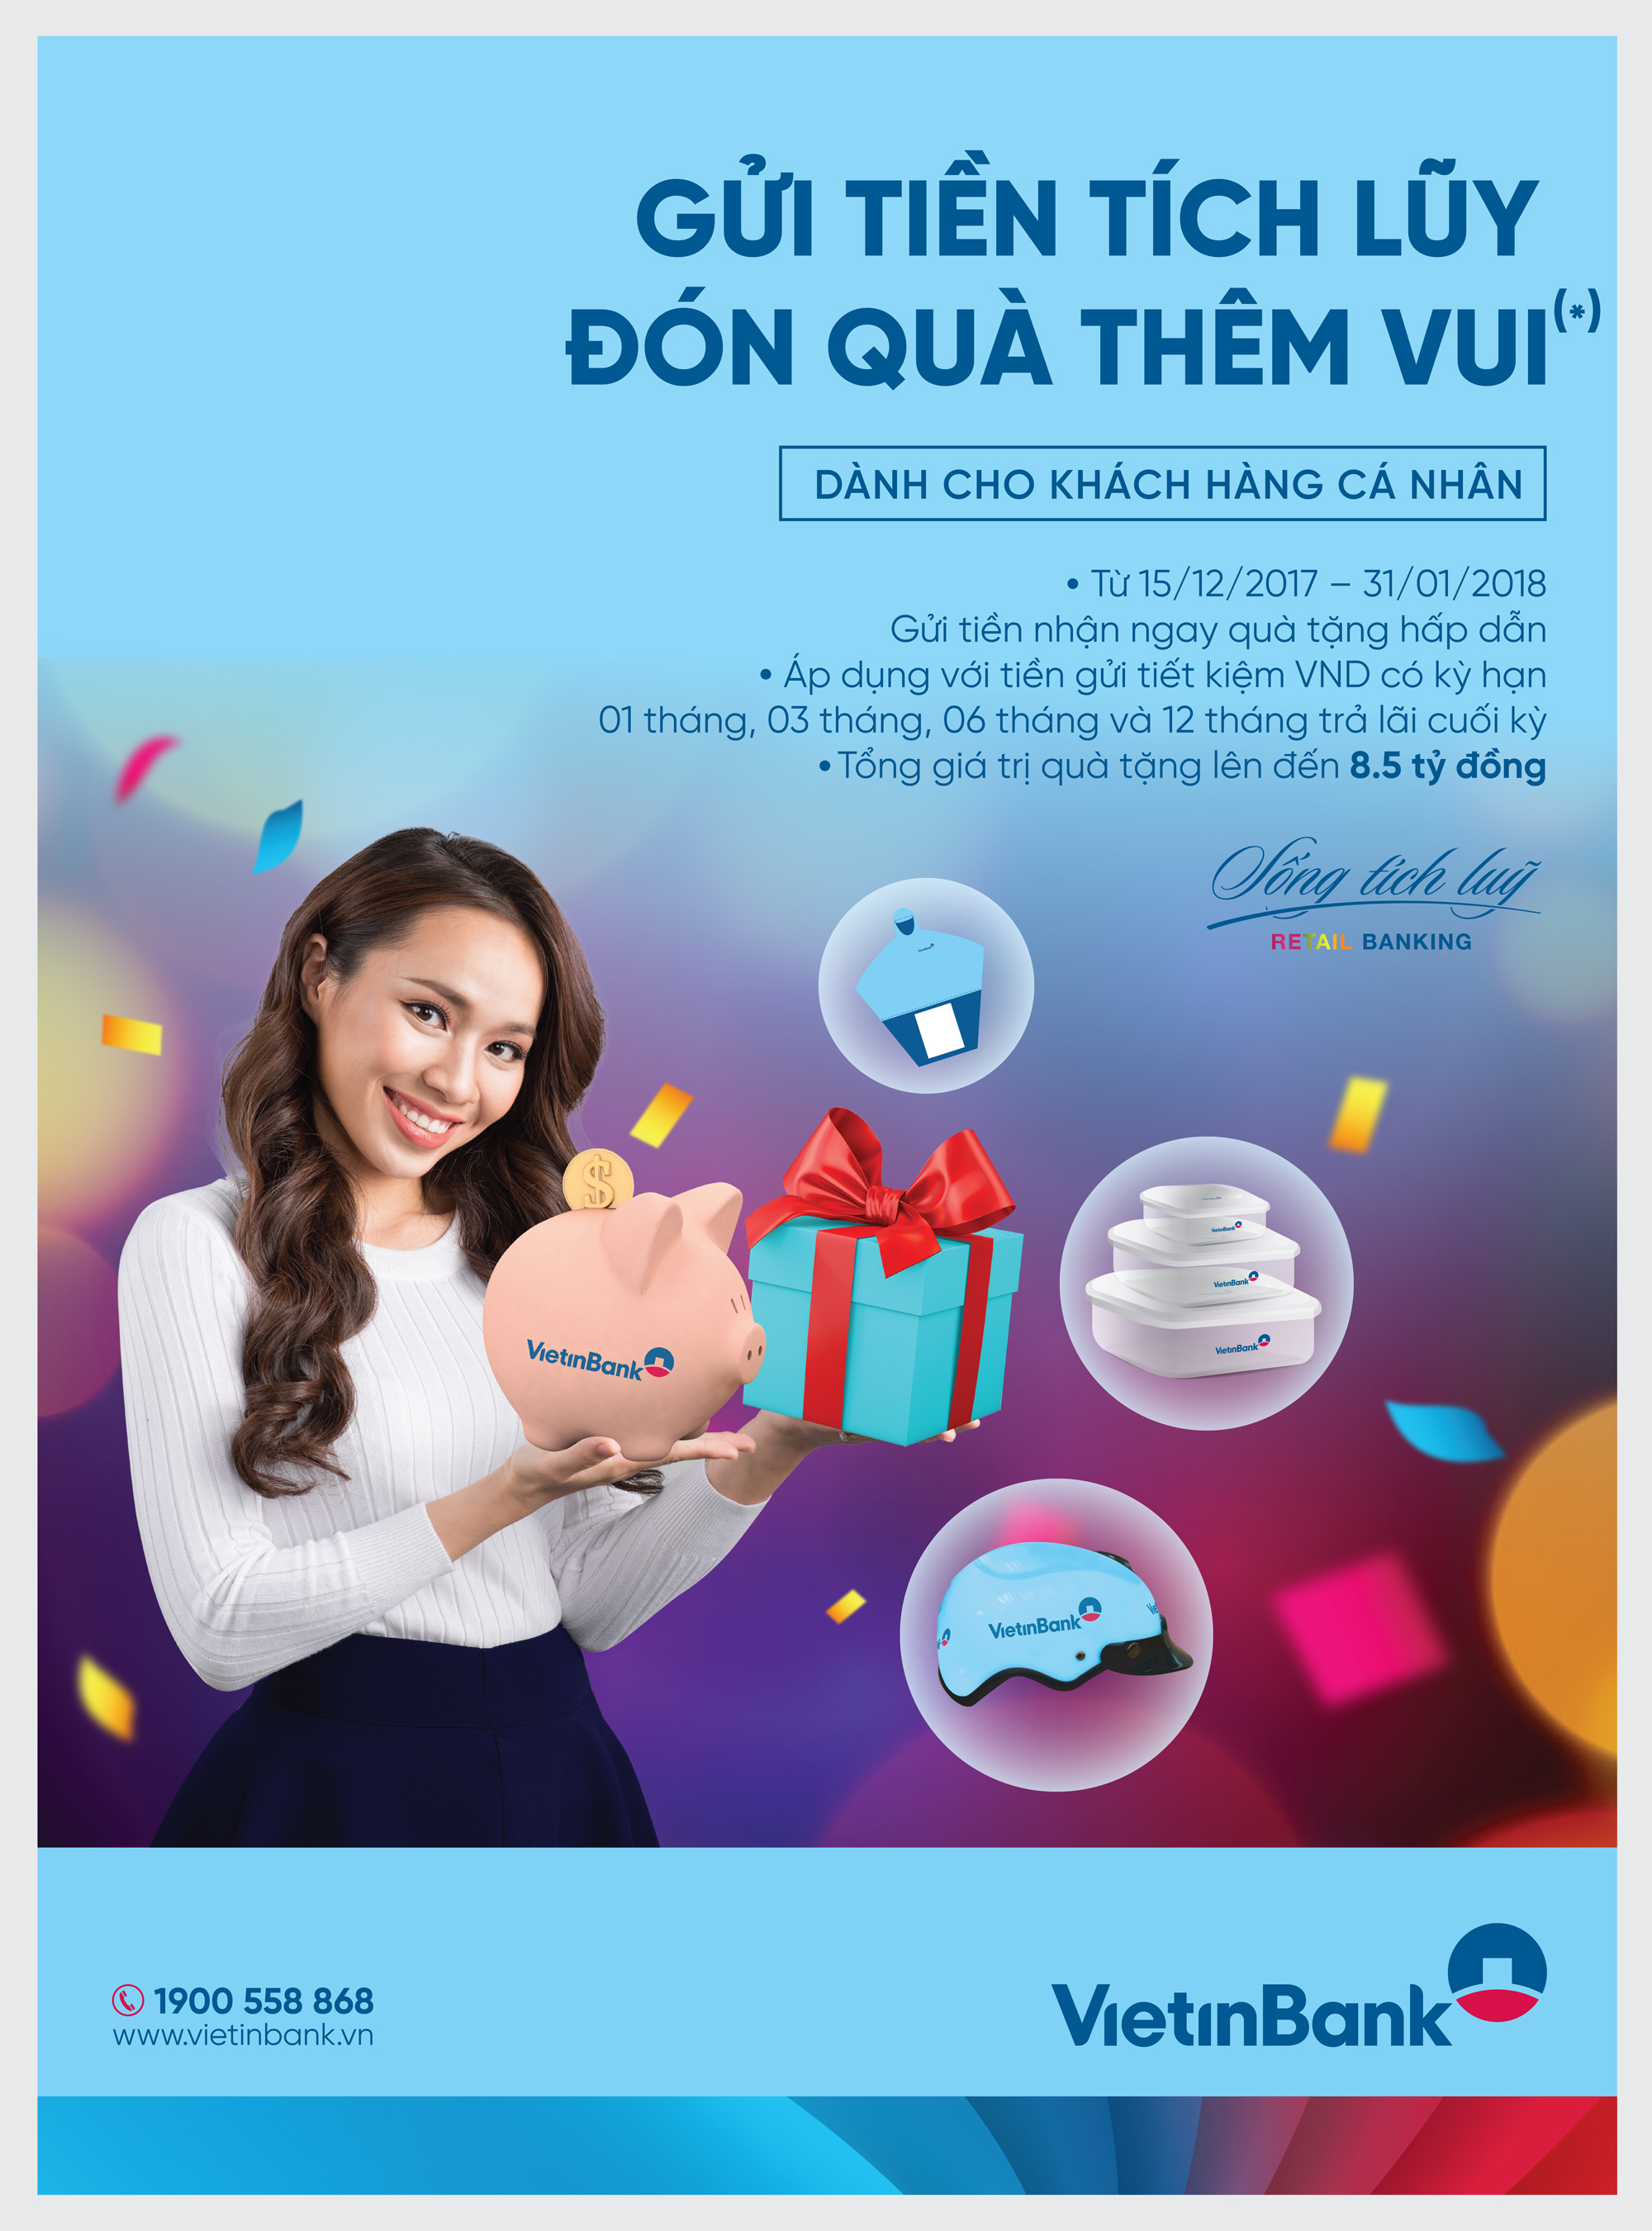 GỬI TIỀN TÍCH LŨY
ĐÓN QUÀ THÊM VUI(*)
DÀNH CHO KHÁCH HÀNG CÁ NHÂN
• Từ 15/12/2017 – 31/01/2018
Gửi tiền nhận ngay quà tặng hấp dẫn
• Áp dụng với tiền gửi tiết kiệm VND có kỳ hạn
01 tháng, 03 tháng, 06 tháng và 12 tháng trả lãi cuối kỳ
• Tổng giá trị quà tặng lên đến 8.5 tỷ đồng
Sống tích luỹ
RETAIL BANKING
$
VietinBank
VietinBank
VietinBank
VietinBank
VietinBank
1900 558 868
www.vietinbank.vn
VietinBank